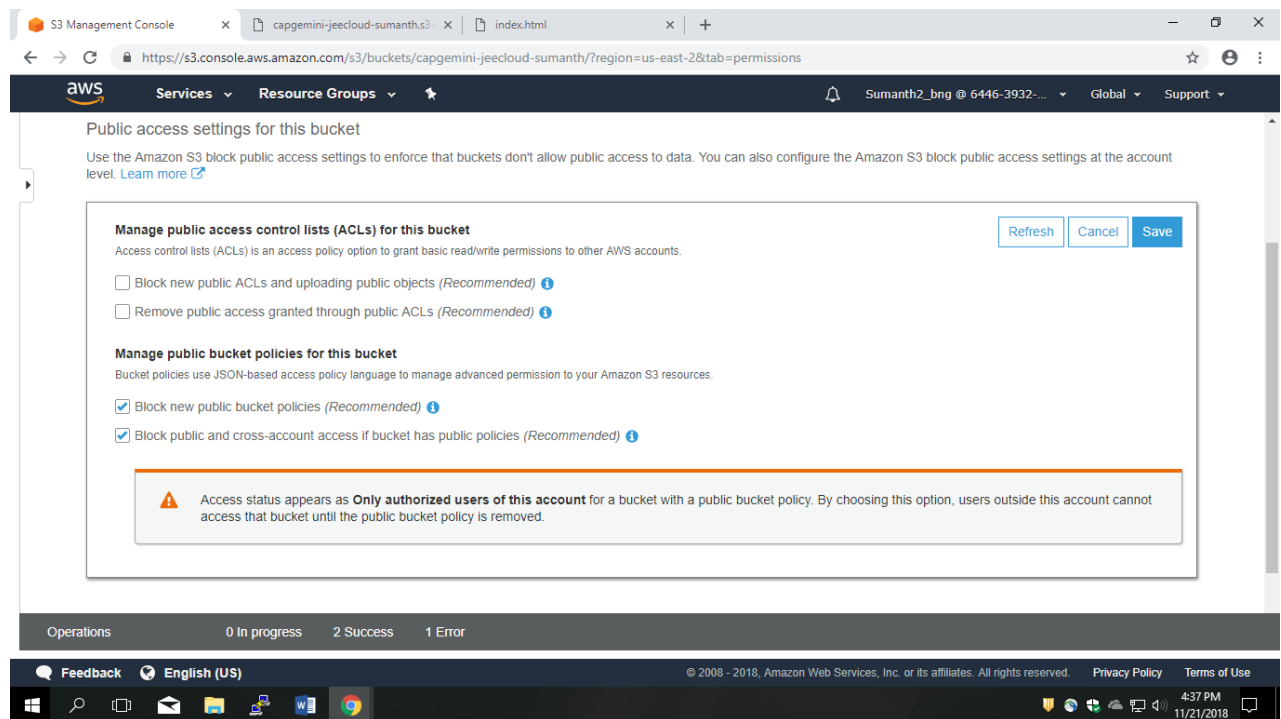 S3 Management Console
capgemini-jeecloud-sumanth.s3-
index.html
https://s3.console.aws.amazon.com/s3/buckets/capgemini-jeecloud-sumanth/?region=us-east-2&tab=permissions
aws
Services
Resource Groups
Sumanth2_bng @ 6446-3932-...
Global
Support
Public access settings for this bucket
Use the Amazon S3 block public access settings to enforce that buckets don't allow public access to data. You can also configure the Amazon S3 block public access settings at the account
level. Learn more
Manage public access control lists (ACLs) for this bucket
Refresh
Cancel
Save
Access control lists (ACLs) is an access policy option to grant basic read/write permissions to other AWS accounts.
Block new public ACLs and uploading public objects (Recommended)
Remove public access granted through public ACLs (Recommended)
Manage public bucket policies for this bucket
Bucket policies use JSON-based access policy language to manage advanced permission to your Amazon S3 resources.
Block new public bucket policies (Recommended)
Block public and cross-account access if bucket has public policies (Recommended)
Access status appears as Only authorized users of this account for a bucket with a public bucket policy. By choosing this option, users outside this account cannot
access that bucket until the public bucket policy is removed.
Operations
0 In progress
2 Success
1 Error
Feedback
English (US)
© 2008 - 2018, Amazon Web Services, Inc. or its affiliates. All rights reserved.
Privacy Policy
Terms of Use
4:37 PM
11/21/2018